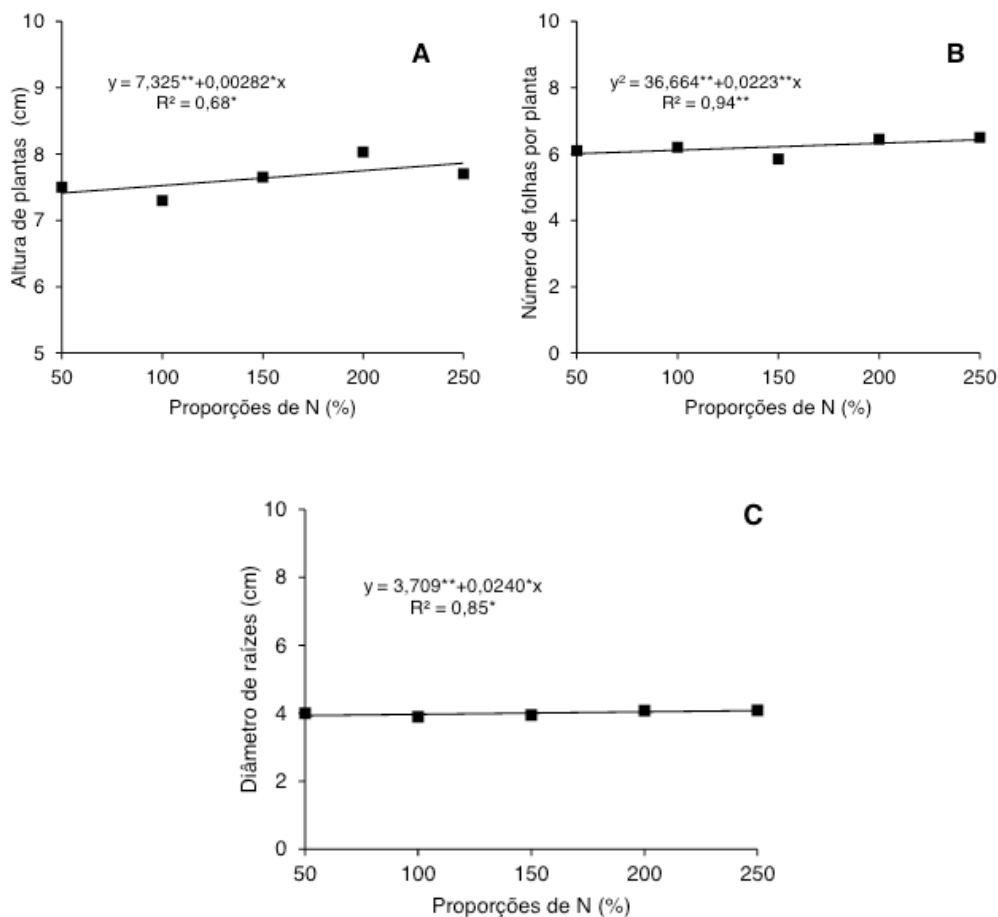 A
y = 7,325**+0,00282*x
R² = 0,68*
Altura de plantas (cm)
10
9
8
7
6
5
50 100 150 200 250
Proporções de N (%)
B
y² = 36,664**+0,0223**x
R² = 0,94**
Número de folhas por planta
10
8
6
4
2
0
50 100 150 200 250
Proporções de N (%)
C
y = 3,709**+0,0240*x
R² = 0,85*
Diâmetro de raízes (cm)
10
8
6
4
2
0
50 100 150 200 250
Proporções de N (%)